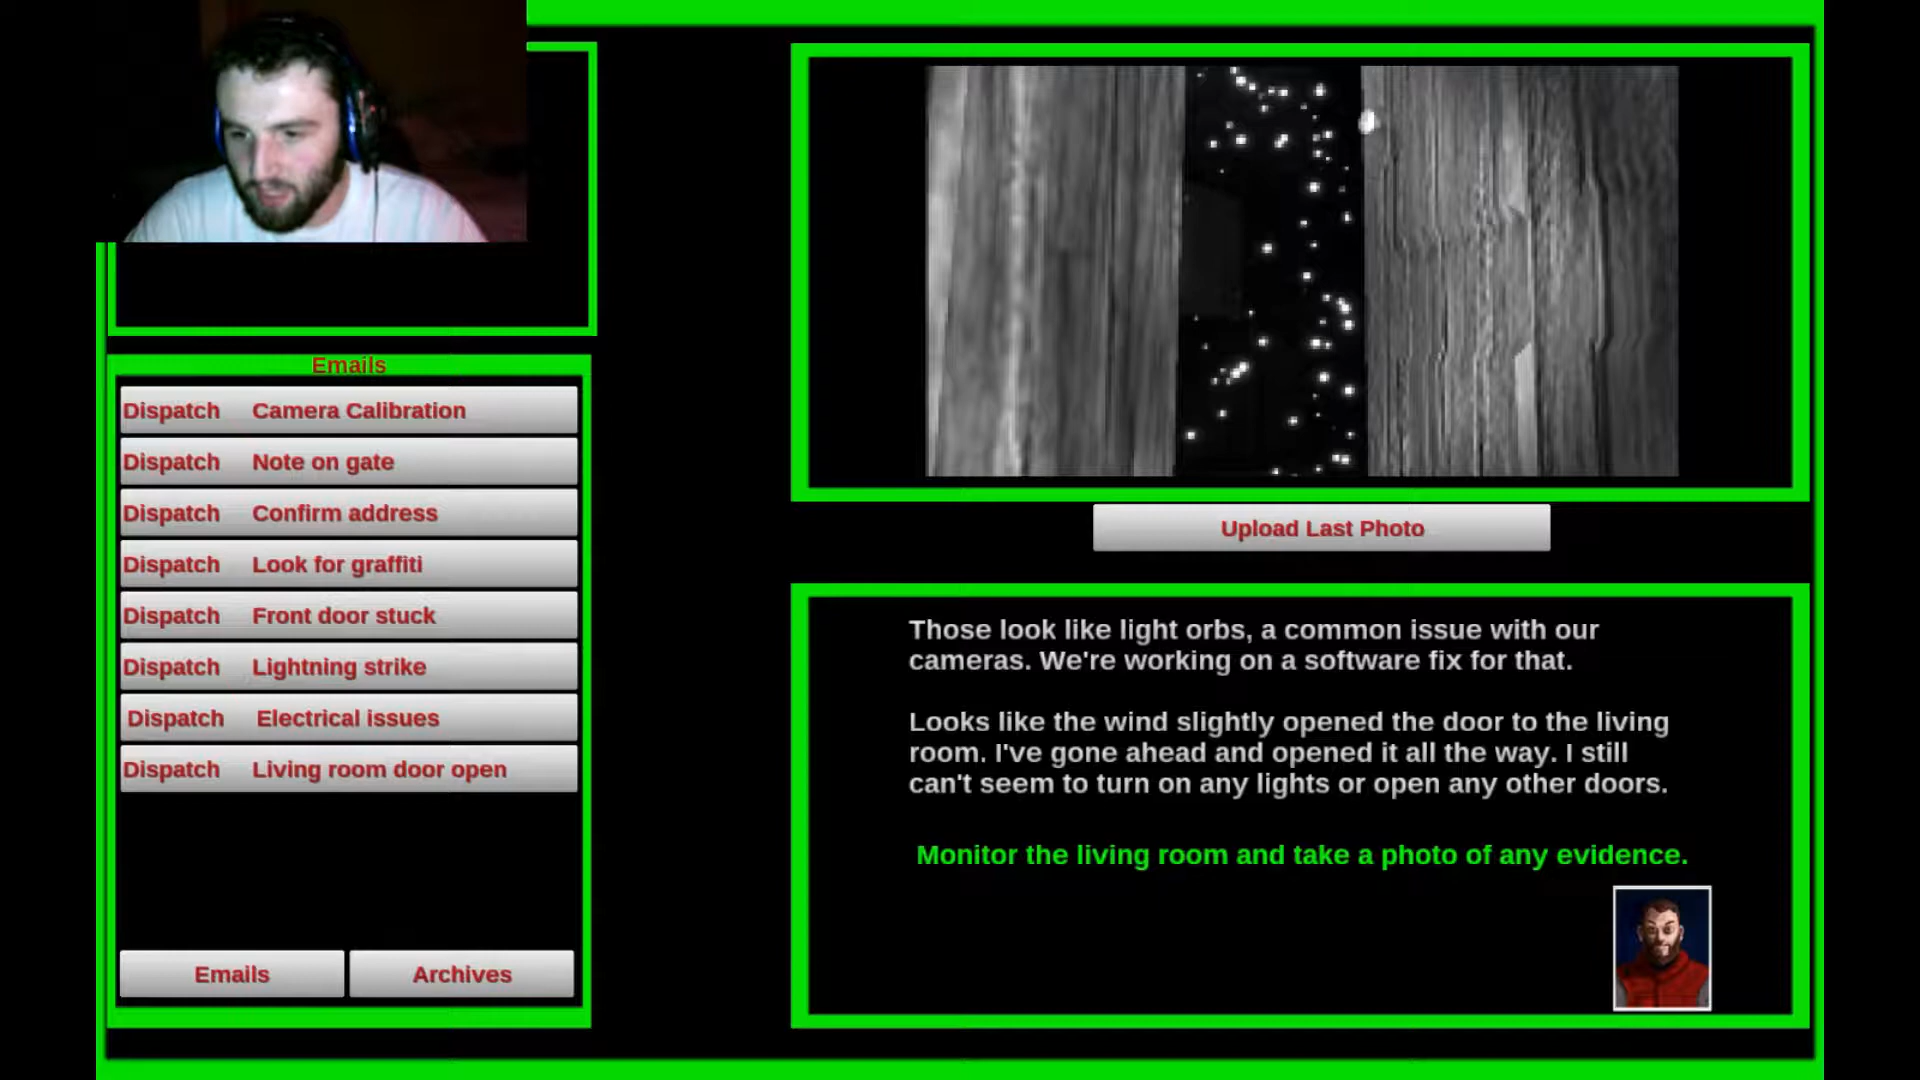 Emails
Dispatch Camera Calibration
Dispatch Note on gate
Dispatch Confirm address
Dispatch Look for graffiti
Dispatch Front door stuck
Dispatch Lightning strike
Dispatch Electrical issues
Dispatch Living room door open
Emails Archives
Upload Last Photo
Those look like light orbs, a common issue with our
cameras. We're working on a software fix for that.
Looks like the wind slightly opened the door to the living
room. I've gone ahead and opened it all the way. I still
can't seem to turn on any lights or open any other doors.
Monitor the living room and take a photo of any evidence.